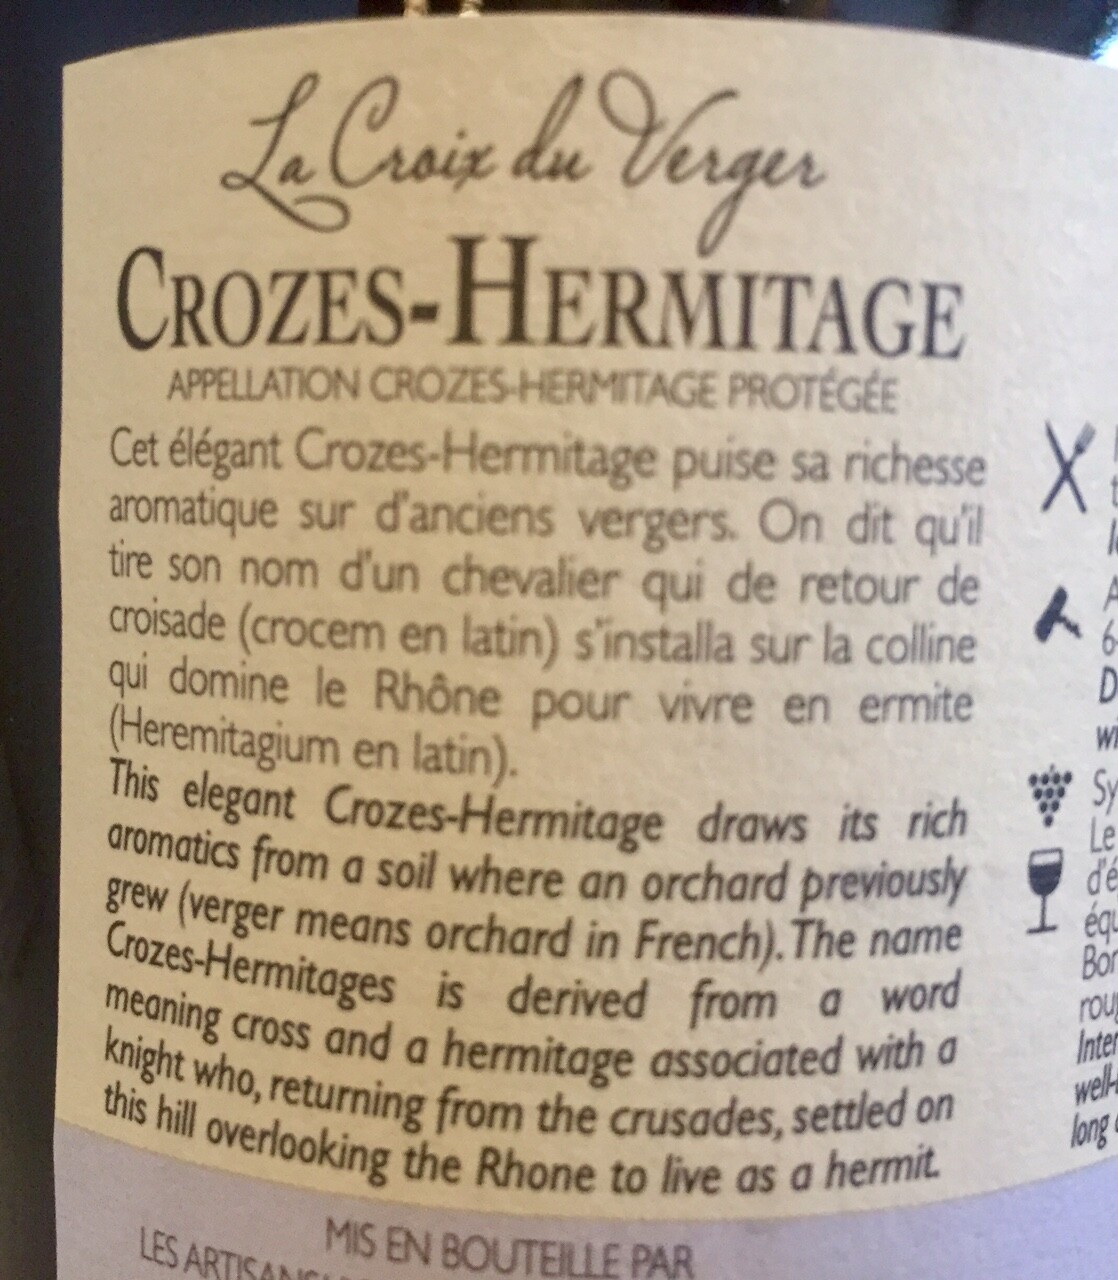 La Croix du Verger
CROZES-HERMITAGE
APPELLATION CROZES-HERMITAGE PROTÉGÉE
Cet élégant Crozes-Hermitage puise sa richesse
aromatique sur d'anciens vergers. On dit qu'il
tire son nom d'un chevalier qui de retour de
croisade (crocem en latin) s'installa sur la colline
qui domine le Rhône pour vivre en ermite
(Heremitagium en latin).
This elegant Crozes-Hermitage draws its rich
aromatics from a soil where an orchard previously
grew (verger means orchard in French). The name
Crozes-Hermitages is derived from a word
meaning cross and a hermitage associated with a
knight who, returning from the crusades, settled on
this hill overlooking the Rhone to live as a hermit.
MIS EN BOUTEILLE PAR
LES ARTISANS
Le
long